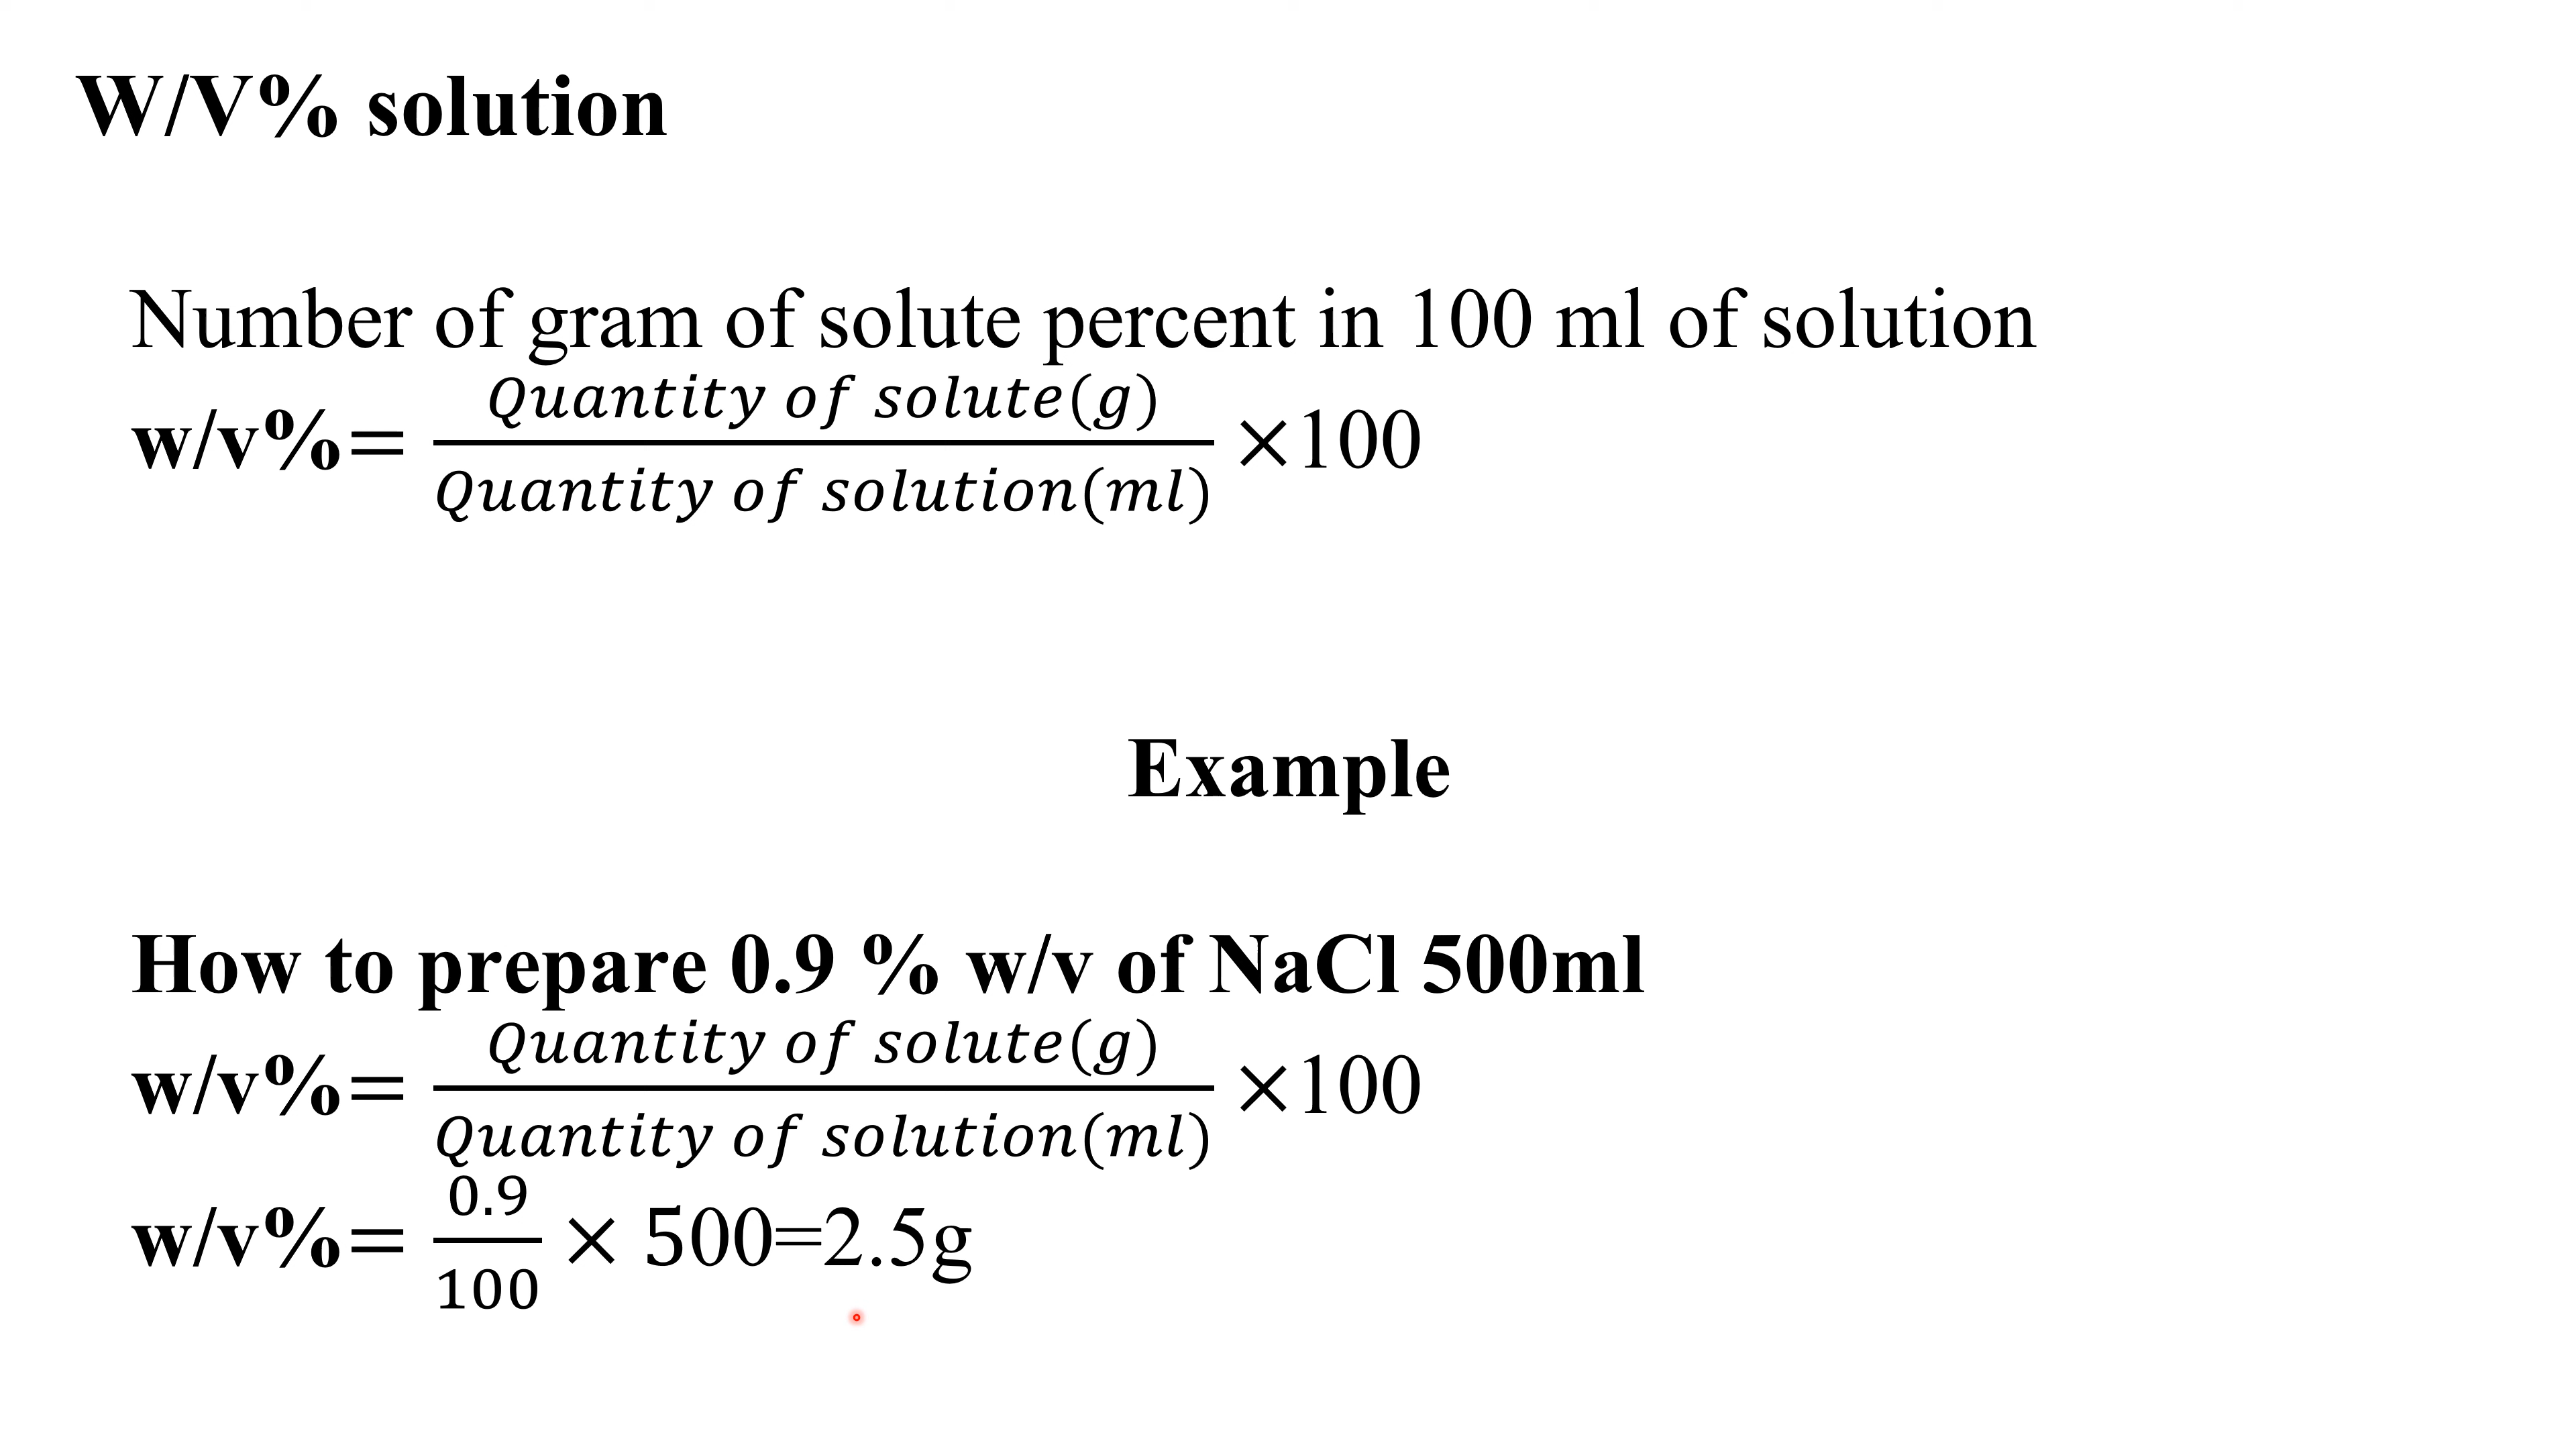 W/V% solution
Number of gram of solute percent in 100 ml of solution
w/v%= Quantity of solute(g) / Quantity of solution(ml) ×100
Example
How to prepare 0.9 % w/v of NaCl 500ml
w/v%= Quantity of solute(g) / Quantity of solution(ml) ×100
w/v%= 0.9 / 100 × 500=2.5g